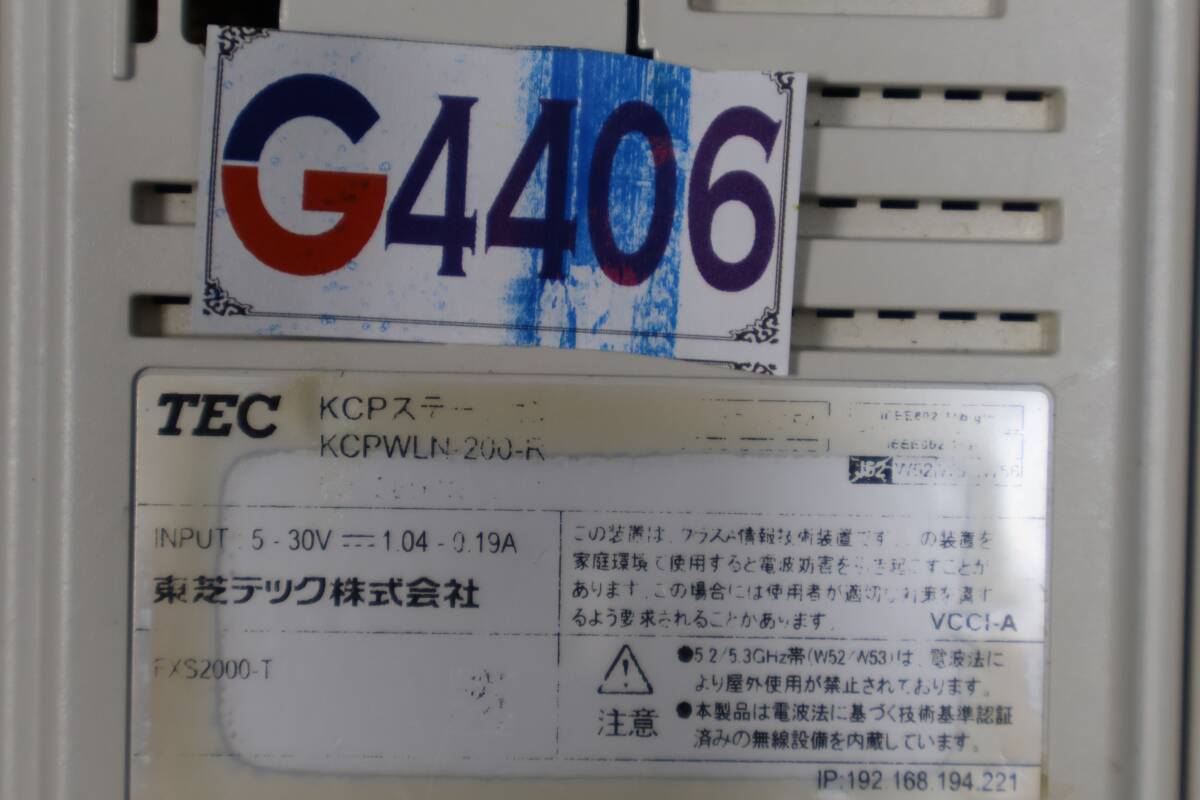 G4406
TEC
KCPステー
KCPWLN-200-R
IEEE802
IEEE802
J52 W52 W56
INPUT 5 - 30V 1.04 - 0.19A
東芝テック株式会社
FXS2000-T
この装置は、クラスA情報技術装置です の装置を
家庭環境で使用すると電波妨害を引き起こすことが
あります。この場合には使用者が適切な対策を講ず
るよう要求されることがあります。
VCCI-A
注意
●5.2/5.3GHz帯(W52/W53)は、電波法に
より屋外使用が禁止されております。
●本製品は電波法に基づく技術基準認証
済みの無線設備を内蔵しています。
IP:192.168.194.221